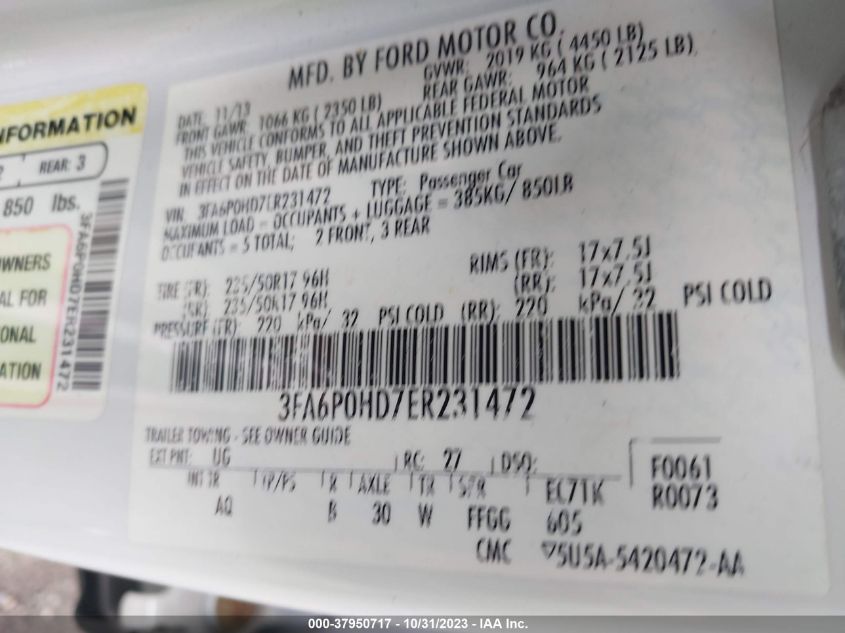 MFD. BY FORD MOTOR CO.
DATE: 11/13 GVWR: 2019 KG ( 4450 LB)
FRONT GAWR: 1066 KG ( 2350 LB) REAR GAWR: 964 KG ( 2125 LB)
THIS VEHICLE CONFORMS TO ALL APPLICABLE FEDERAL MOTOR
VEHICLE SAFETY, BUMPER, AND THEFT PREVENTION STANDARDS
IN EFFECT ON THE DATE OF MANUFACTURE SHOWN ABOVE.
VIN: 3FA6P0HD7ER231472 TYPE: Passenger Car
MAXIMUM LOAD = OCCUPANTS + LUGGAGE = 385KG/ 850LB
OCCUPANTS = 5 TOTAL; 2 FRONT, 3 REAR
TIRE (FR): 235/50R17 96H RIMS (FR): 17x7.5J
(RR): 235/50R17 96H (RR): 17x7.5J
PRESSURE (FR): 220 kPa/ 32 PSI COLD (RR): 220 kPa/ 32 PSI COLD
3FA6P0HD7ER231472
TRAILER TOWING - SEE OWNER GUIDE
EXT PNT: UG RC: 27 DSO: F0061
INT TR TP/PS R AXLE TR SPR EC71K R0073
AQ B 30 W FFGG 605
CMC 5U5A-5420472-AA
NFORMATION
2 REAR: 3
850 lbs.
OWNERS
AL FOR
ONAL
ATION
3FA6P0HD7ER231472
000-37950717 - 10/31/2023 - IAA Inc.